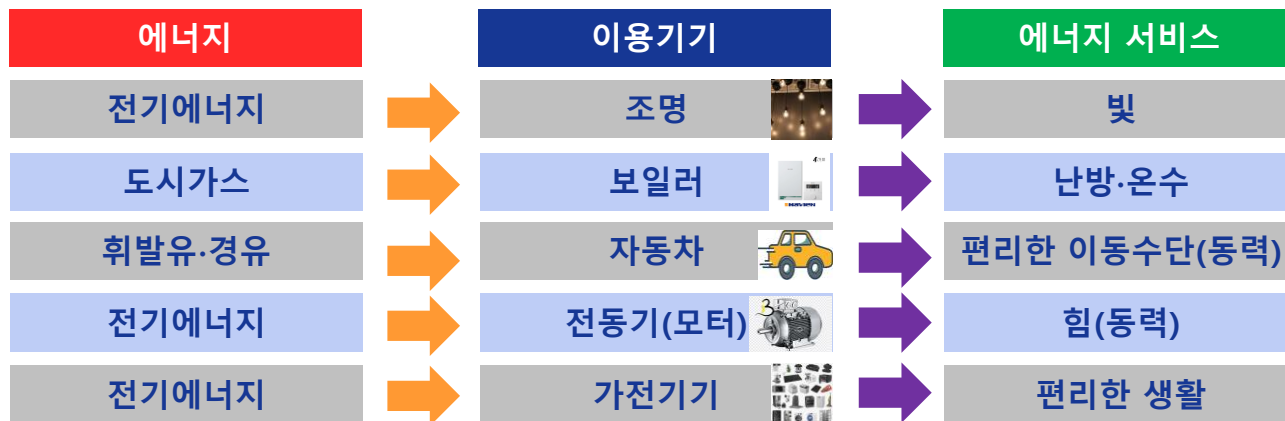 에너지 이용기기 에너지 서비스
전기에너지 조명 빛
도시가스 보일러 난방·온수
휘발유·경유 자동차 편리한 이동수단(동력)
전기에너지 전동기(모터) 힘(동력)
전기에너지 가전기기 편리한 생활